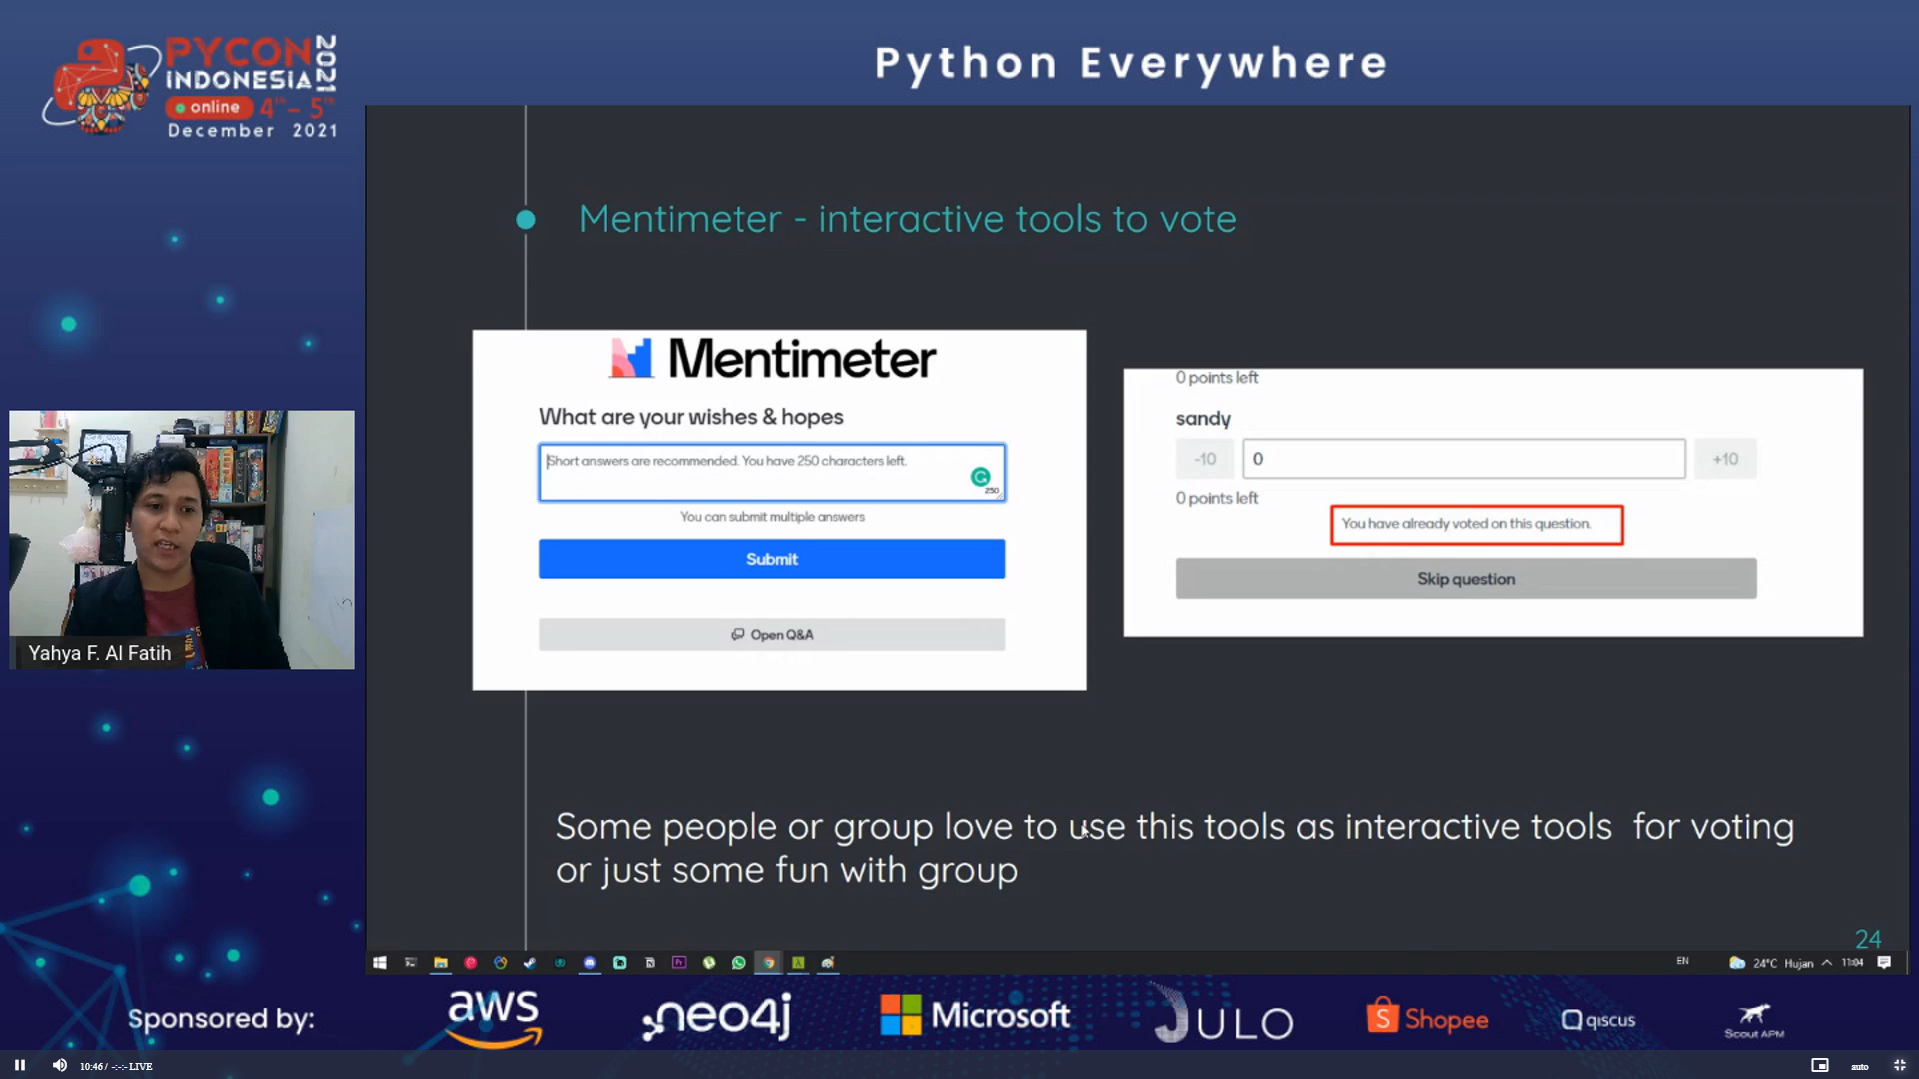 PYCON
2021
INDONESIA
online 4th - 5th
December 2021
Python Everywhere
Mentimeter - interactive tools to vote
Mentimeter
What are your wishes & hopes
Short answers are recommended. You have 250 characters left.
250
You can submit multiple answers
Submit
Open Q&A
0 points left
sandy
-10
0
+10
0 points left
You have already voted on this question.
Skip question
Yahya F. Al Fatih
Some people or group love to use this tools as interactive tools for voting
or just some fun with group
24
EN
24°C Hujan
11:04
Sponsored by:
aws
neo4j
Microsoft
JULO
Shopee
qiscus
Scout APM
10:46 / -:-:- LIVE
auto